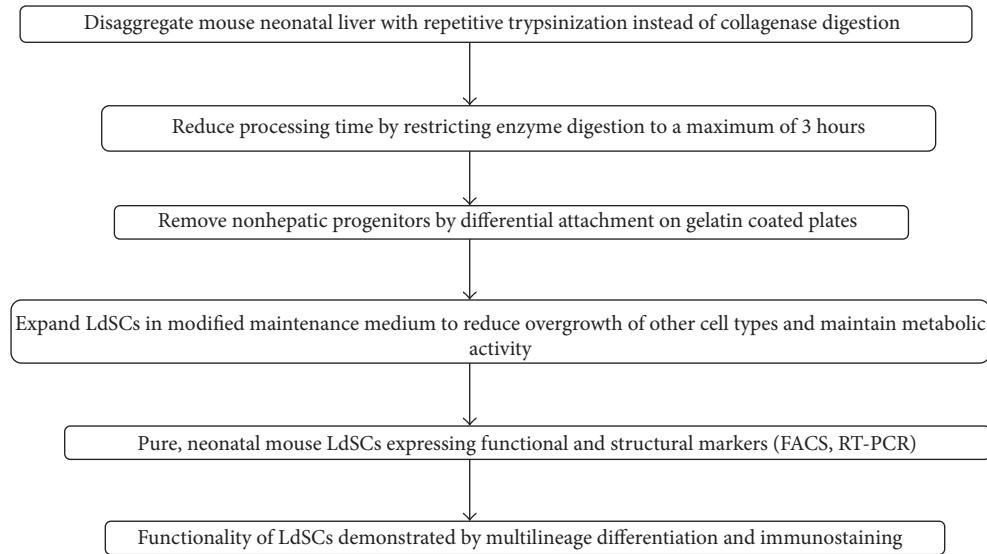 Disaggregate mouse neonatal liver with repetitive trypsinization instead of collagenase digestion
Reduce processing time by restricting enzyme digestion to a maximum of 3 hours
Remove nonhepatic progenitors by differential attachment on gelatin coated plates
Expand LdSCs in modified maintenance medium to reduce overgrowth of other cell types and maintain metabolic
activity
Pure, neonatal mouse LdSCs expressing functional and structural markers (FACS, RT-PCR)
Functionality of LdSCs demonstrated by multilineage differentiation and immunostaining